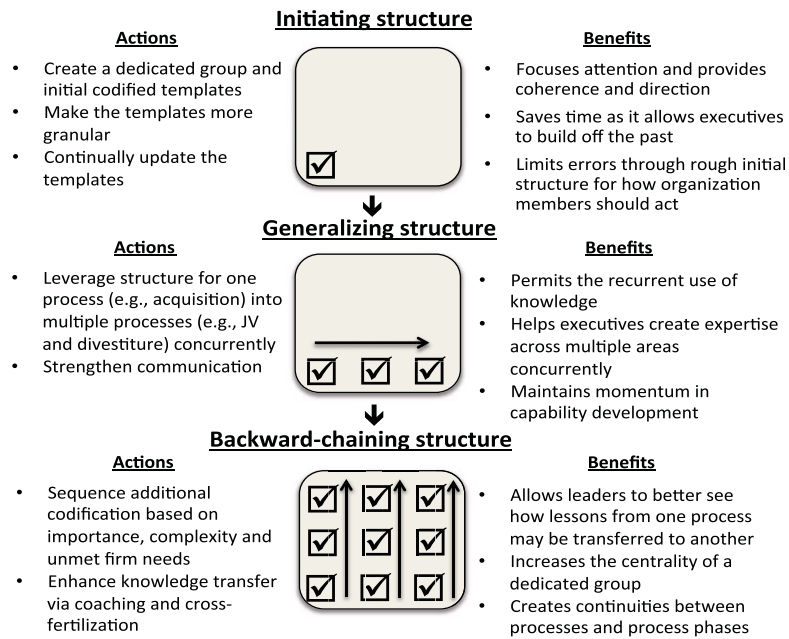 Initiating structure
Actions
• Create a dedicated group and
initial codified templates
• Make the templates more
granular
• Continually update the
templates
Benefits
• Focuses attention and provides
coherence and direction
• Saves time as it allows executives
to build off the past
• Limits errors through rough initial
structure for how organization
members should act
Generalizing structure
Actions
• Leverage structure for one
process (e.g., acquisition) into
multiple processes (e.g., JV
and divestiture) concurrently
• Strengthen communication
Benefits
• Permits the recurrent use of
knowledge
• Helps executives create expertise
across multiple areas
concurrently
• Maintains momentum in
capability development
Backward-chaining structure
Actions
• Sequence additional
codification based on
importance, complexity and
unmet firm needs
• Enhance knowledge transfer
via coaching and cross-
fertilization
Benefits
• Allows leaders to better see
how lessons from one process
may be transferred to another
• Increases the centrality of a
dedicated group
• Creates continuities between
processes and process phases